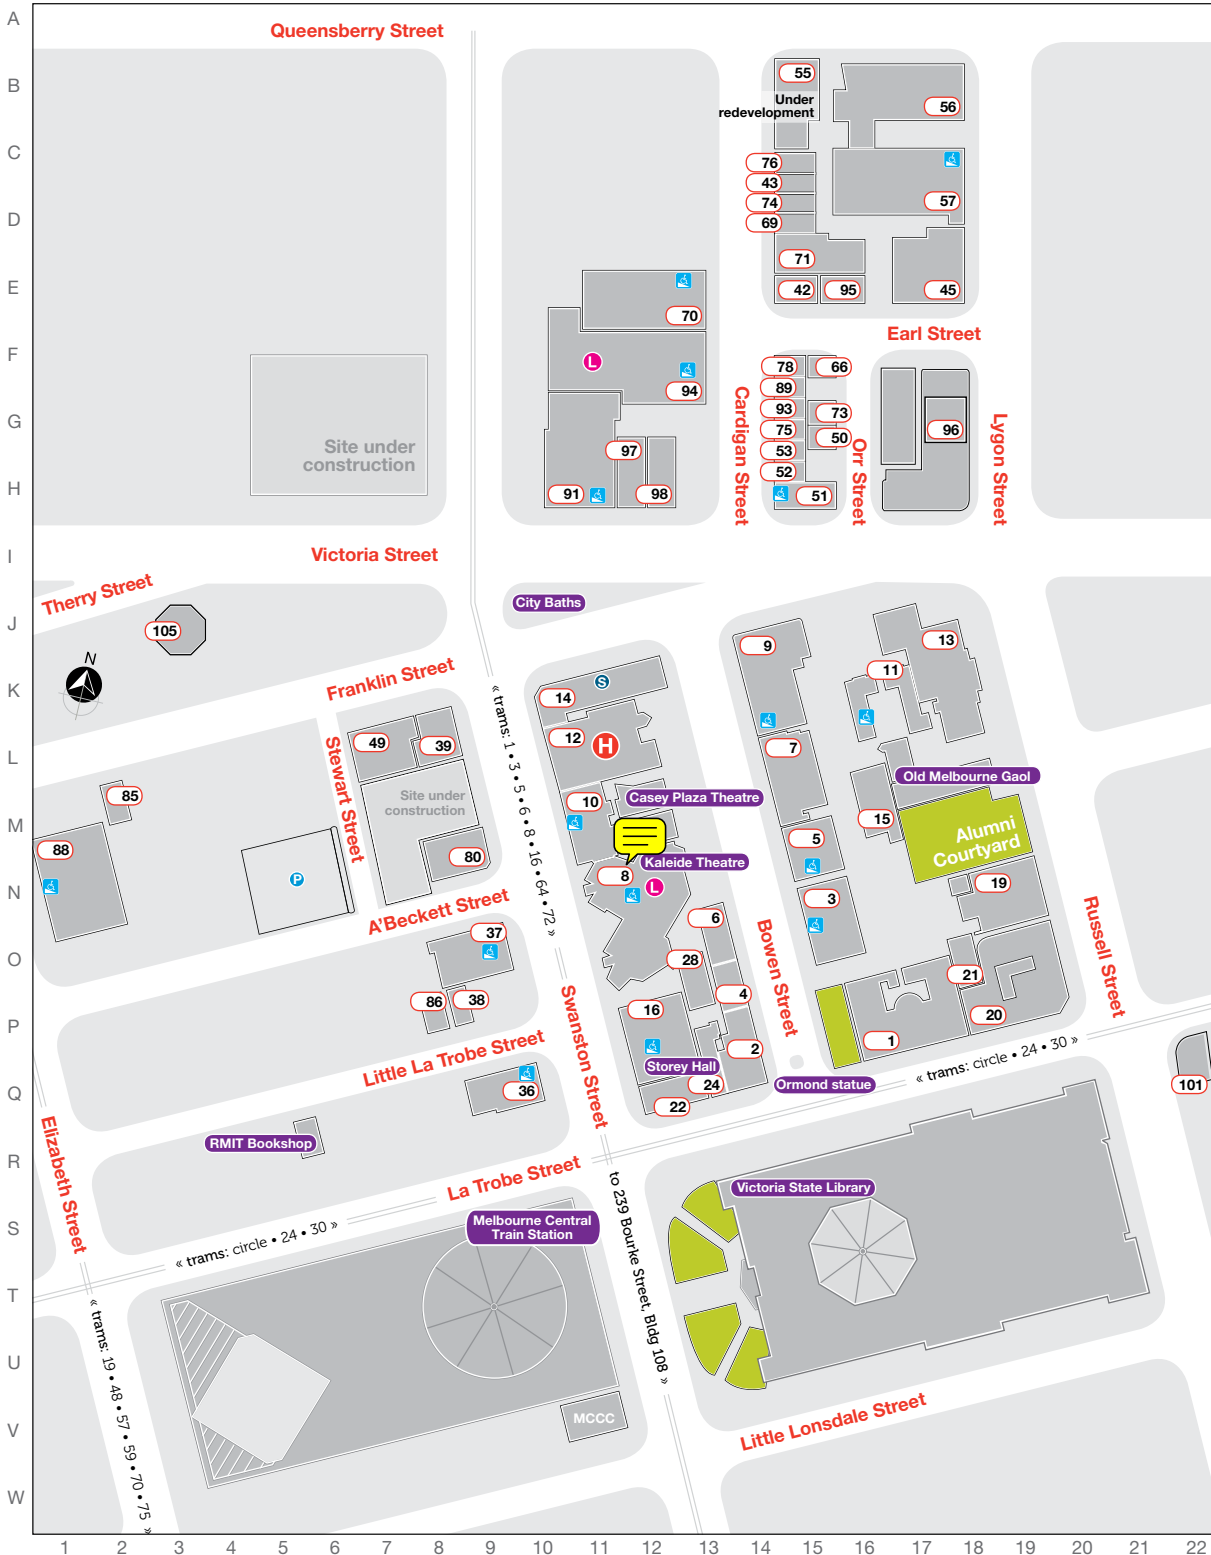 A
Queensberry Street
B
55
Under
redevelopment
56
C
76
43
57
D
74
69
71
E
42
95
45
70
Earl Street
F
L
94
78
66
89
Cardigan Street
G
93
73
75
50
96
Lygon Street
Site under
construction
97
53
Orr Street
52
H
91
98
51
I
Victoria Street
Therry Street
City Baths
J
105
9
13
N
K
Franklin Street
14
S
11
« trams: 1 • 3 • 5 • 6 • 8 • 16 • 64 • 72 »
L
49
39
12
H
7
Stewart Street
Old Melbourne Gaol
85
Site under
construction
10
Casey Plaza Theatre
M
15
Alumni
Courtyard
88
80
5
Kaleide Theatre
P
8
L
19
N
3
A'Beckett Street
6
Russell Street
37
Bowen Street
O
28
21
86
38
4
16
20
P
Swanston Street
1
2
Little La Trobe Street
Storey Hall
« trams: circle • 24 • 30 »
36
24
Ormond statue
101
Q
22
Elizabeth Street
RMIT Bookshop
R
La Trobe Street
to 239 Bourke Street, Bldg 108 »
Victoria State Library
S
Melbourne Central
Train Station
« trams: circle • 24 • 30 »
T
« trams: 19 • 48 • 57 • 59 • 70 • 75 »
U
MCCC
V
Little Lonsdale Street
W
1 2 3 4 5 6 7 8 9 10 11 12 13 14 15 16 17 18 19 20 21 22